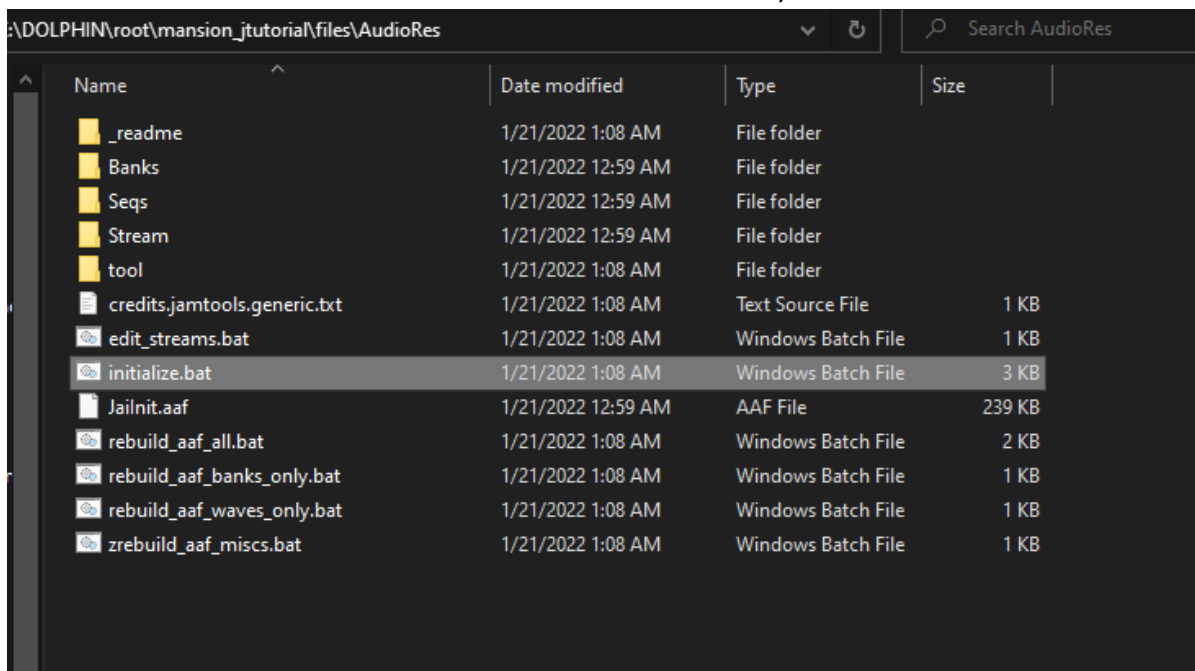 :\DOLPHIN\root\mansion_jtutorial\files\AudioRes Search AudioRes
Name Date modified Type Size
_readme 1/21/2022 1:08 AM File folder
Banks 1/21/2022 12:59 AM File folder
Seqs 1/21/2022 12:59 AM File folder
Stream 1/21/2022 12:59 AM File folder
tool 1/21/2022 1:08 AM File folder
credits.jamtools.generic.txt 1/21/2022 1:08 AM Text Source File 1 KB
edit_streams.bat 1/21/2022 1:08 AM Windows Batch File 1 KB
initialize.bat 1/21/2022 1:08 AM Windows Batch File 3 KB
JaiInit.aaf 1/21/2022 12:59 AM AAF File 239 KB
rebuild_aaf_all.bat 1/21/2022 1:08 AM Windows Batch File 2 KB
rebuild_aaf_banks_only.bat 1/21/2022 1:08 AM Windows Batch File 1 KB
rebuild_aaf_waves_only.bat 1/21/2022 1:08 AM Windows Batch File 1 KB
zrebuild_aaf_miscs.bat 1/21/2022 1:08 AM Windows Batch File 1 KB